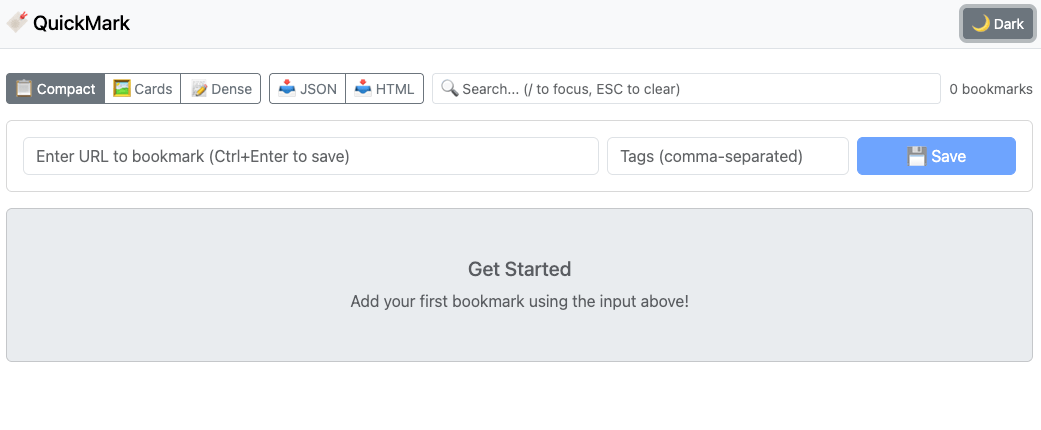 QuickMark
Dark
Compact Cards Dense JSON HTML Search... (/ to focus, ESC to clear) 0 bookmarks
Enter URL to bookmark (Ctrl+Enter to save) Tags (comma-separated) Save
Get Started
Add your first bookmark using the input above!